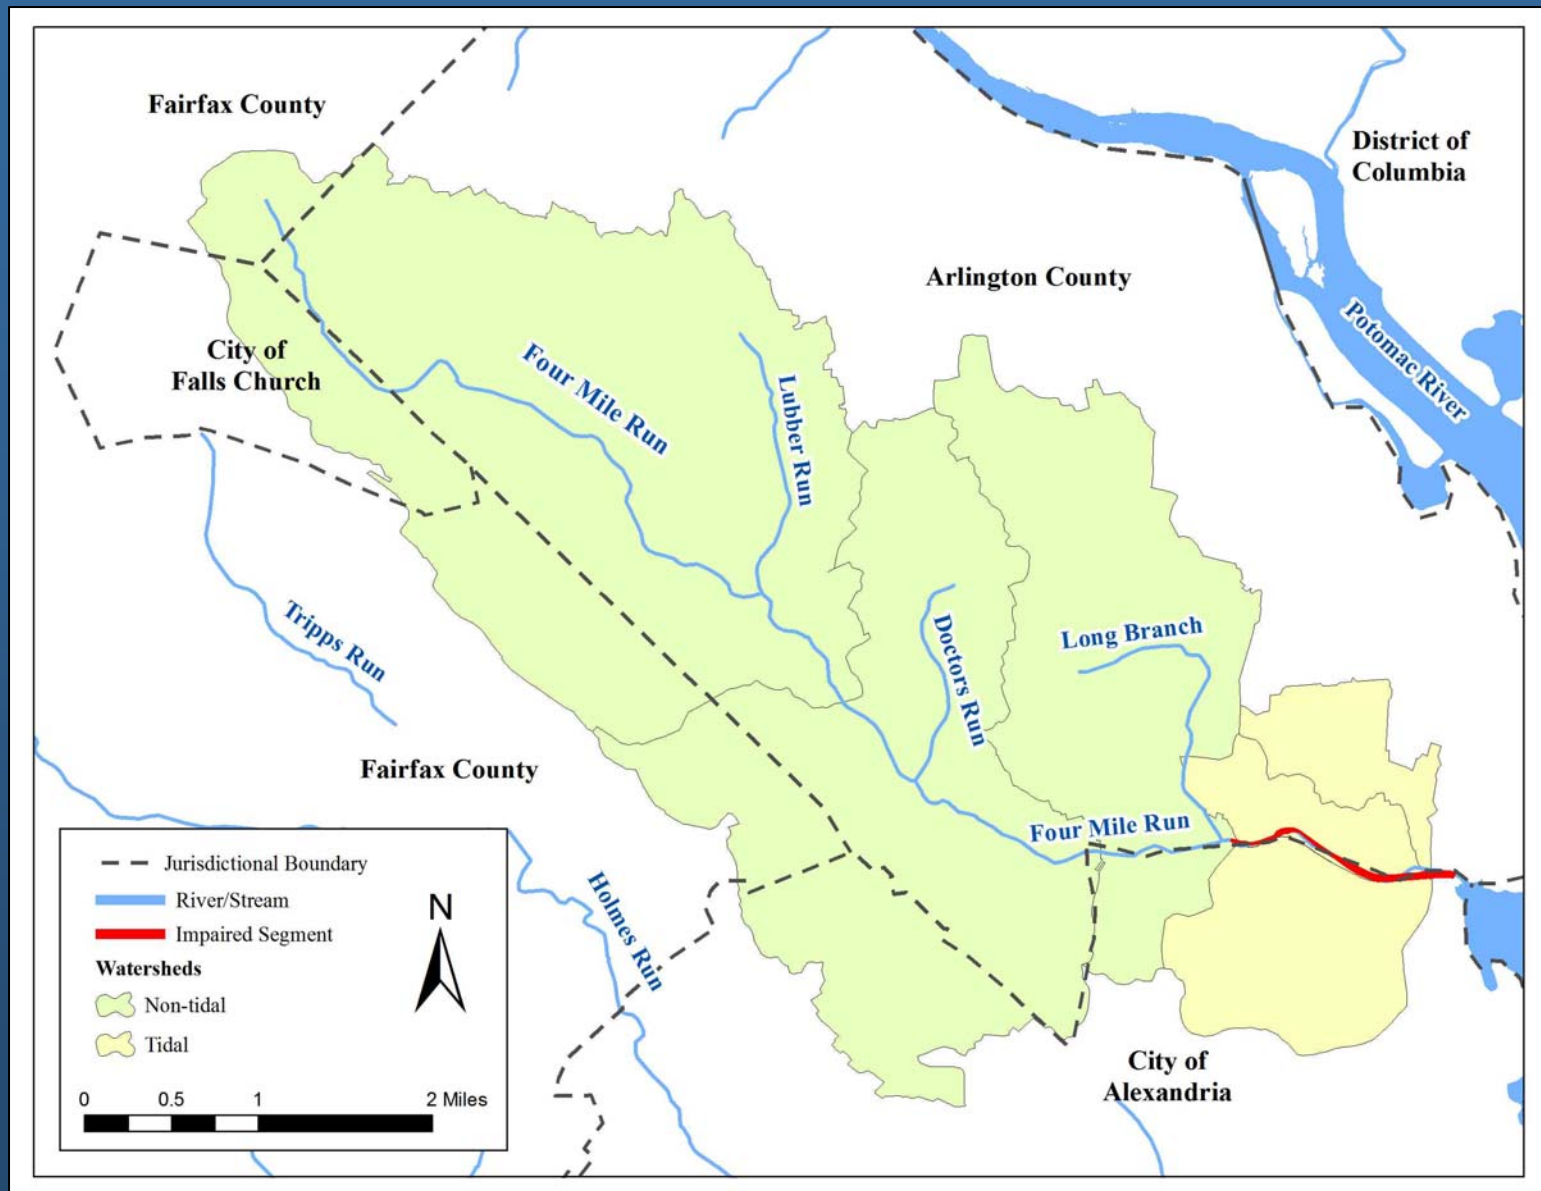 Fairfax County
District of
Columbia
Arlington County
Potomac River
City of
Falls Church
Four Mile Run
Lubber Run
Tripps Run
Doctors Run
Long Branch
Fairfax County
Four Mile Run
Holmes Run
City of
Alexandria
Jurisdictional Boundary
River/Stream
Impaired Segment
Watersheds
Non-tidal
Tidal
N
0 0.5 1 2 Miles